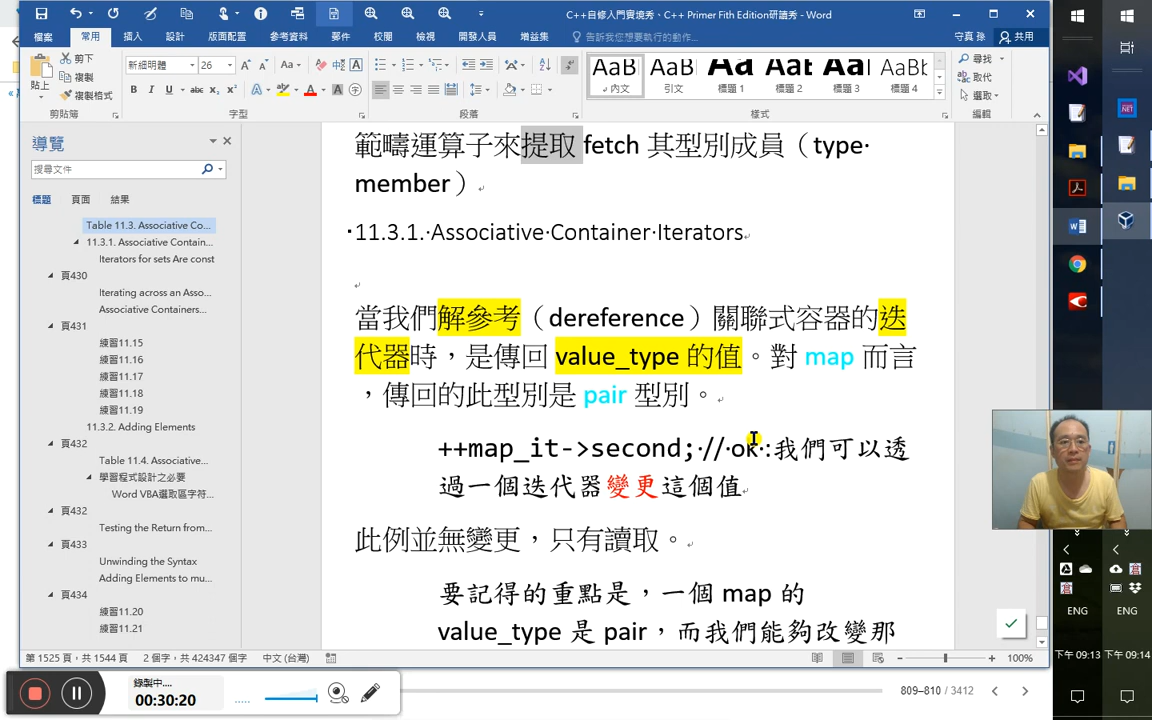 C++自修入門實境秀、C++ Primer Fith Edition研讀秀 - Word
檔案 常用 插入 設計 版面配置 參考資料 郵件 校閱 檢視 開發人員 增益集 告訴我您想要執行的動作... 守真 孫 共用
貼上 剪下 複製 複製格式
新細明體 26
內文 引文 標題 1 標題 2 標題 3 標題 4
尋找 取代 選取
剪貼簿 字型 段落 樣式 編輯
導覽
搜尋文件
標題 頁面 結果
Table 11.3. Associative Co...
11.3.1. Associative Contain...
Iterators for sets Are const
頁430
Iterating across an Asso...
Associative Containers...
頁431
練習11.15
練習11.16
練習11.17
練習11.18
練習11.19
11.3.2. Adding Elements
頁432
Table 11.4. Associative...
學習程式設計之必要
Word VBA選取區字符...
頁432
Testing the Return from...
頁433
Unwinding the Syntax
Adding Elements to mu...
頁434
練習11.20
練習11.21
範疇運算子來提取 fetch 其型別成員（type
member）
11.3.1. Associative Container Iterators
當我們解參考（dereference）關聯式容器的迭
代器時，是傳回 value_type 的值。對 map 而言
，傳回的此型別是 pair 型別。
++map_it->second; // ok :我們可以透
過一個迭代器變更這個值
此例並無變更，只有讀取。
要記得的重點是，一個 map 的
value_type 是 pair，而我們能夠改變那
第 1525 頁，共 1544 頁 2 個字，共 424347 個字 中文 (台灣) 100%
錄製中....
00:30:20
809–810 / 3412
ENG
下午 09:13
ENG
下午 09:14